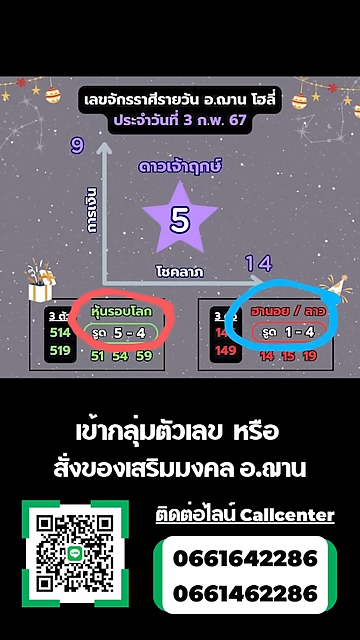 เลขจักรราศีรายวัน อ.ฌาน โฮลี่
ประจำวันที่ 3 ก.พ. 67
9
ดาวเจ้าฤกษ์
การเงิน
5
โชคลาภ
14
3 ตัว
หุ้นรอบโลก
514
รูด 5 - 4
519
51 54 59
3
ฮานอย / ลาว
14
รูด 1 - 4
149
14 15 19
เข้ากลุ่มตัวเลข หรือ
สั่งของเสริมมงคล อ.ฌาน
ติดต่อไลน์ Callcenter
0661642286
0661462286